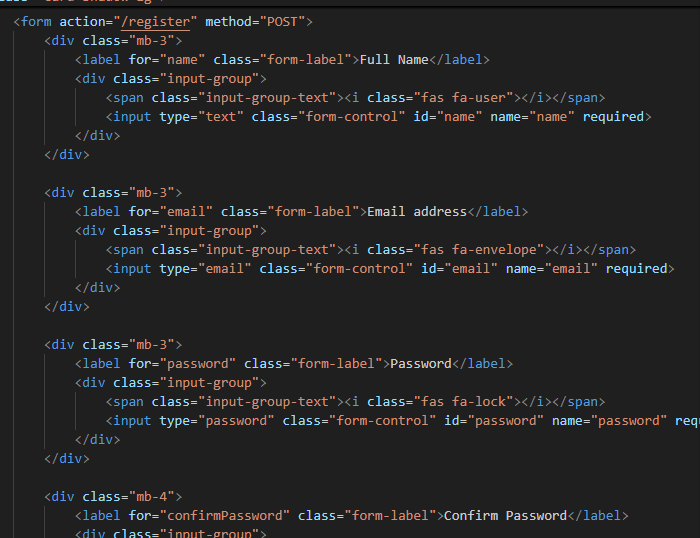 <form action="/register" method="POST">
<div class="mb-3">
<label for="name" class="form-label">Full Name</label>
<div class="input-group">
<span class="input-group-text"><i class="fas fa-user"></i></span>
<input type="text" class="form-control" id="name" name="name" required>
</div>
</div>
<div class="mb-3">
<label for="email" class="form-label">Email address</label>
<div class="input-group">
<span class="input-group-text"><i class="fas fa-envelope"></i></span>
<input type="email" class="form-control" id="email" name="email" required>
</div>
</div>
<div class="mb-3">
<label for="password" class="form-label">Password</label>
<div class="input-group">
<span class="input-group-text"><i class="fas fa-lock"></i></span>
<input type="password" class="form-control" id="password" name="password" requ
</div>
</div>
<div class="mb-4">
<label for="confirmPassword" class="form-label">Confirm Password</label>
<div class="input-group">